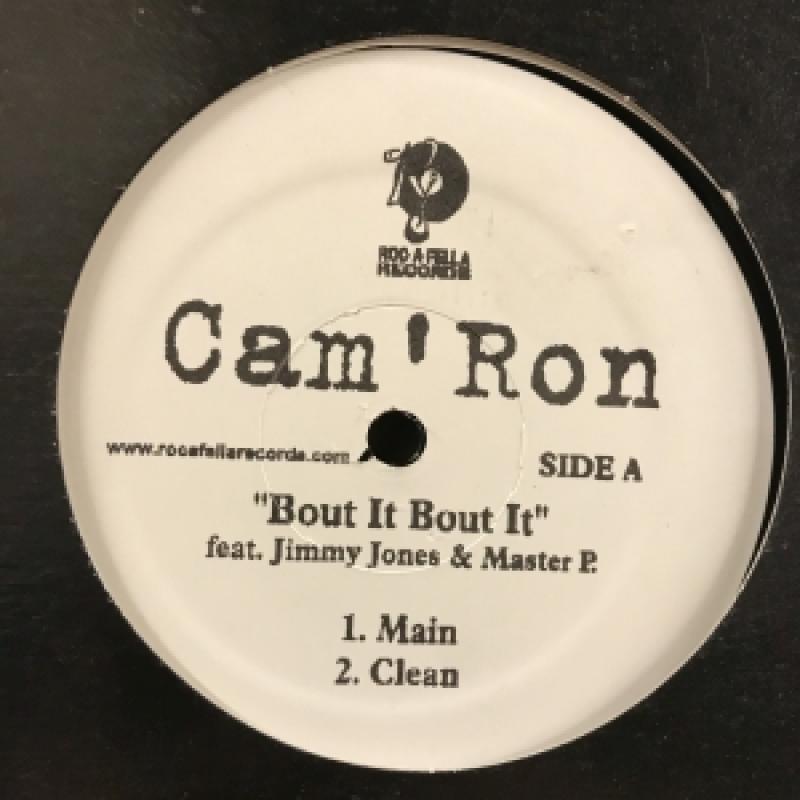 ROC A FELLA
RECORDS
Cam'Ron
www.rocafellarecords.com
SIDE A
"Bout It Bout It"
feat. Jimmy Jones & Master P.
1. Main
2. Clean